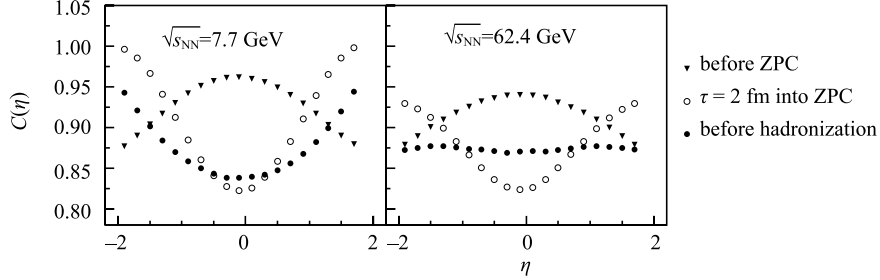 1.05
1.00
0.95
0.90
0.85
0.80
C(η)
√sNN=7.7 GeV
√sNN=62.4 GeV
before ZPC
τ = 2 fm into ZPC
before hadronization
−2 0 2 −2 0 2
η